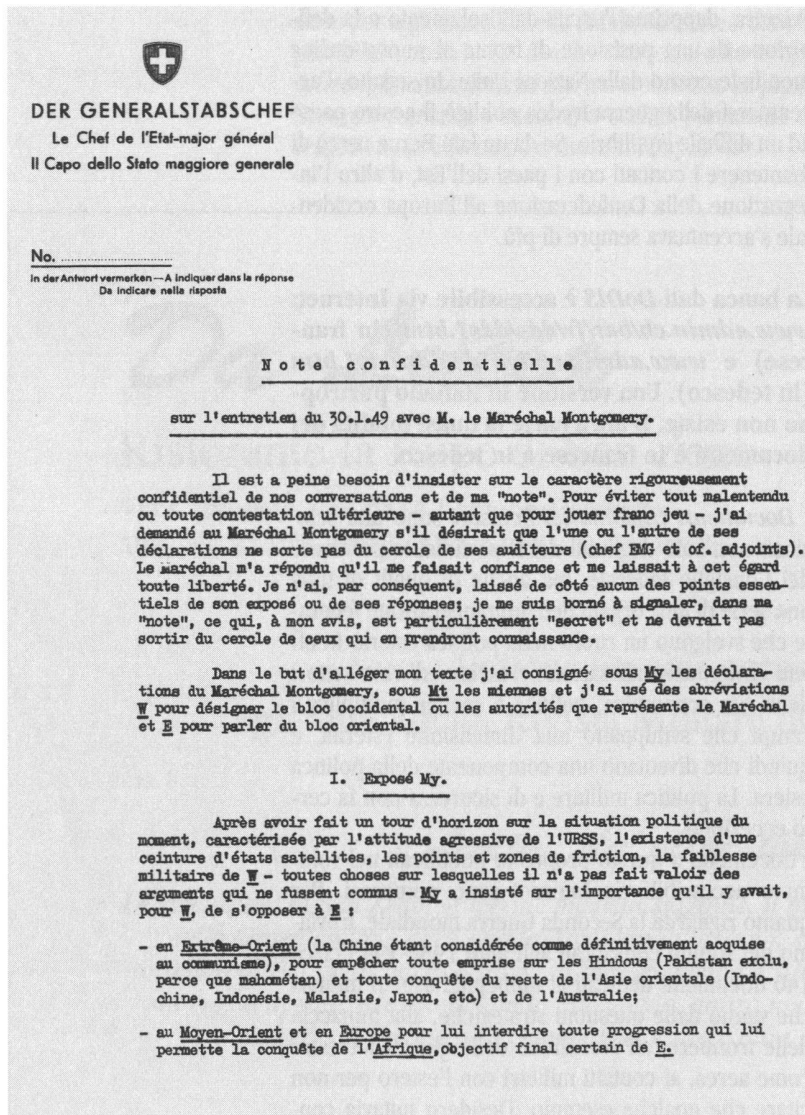 DER GENERALSTABSCHEF
Le Chef de l'Etat-major général
Il Capo dello Stato maggiore generale
No.
In der Antwort vermerken — A indiquer dans la réponse
Da indicare nella risposta
Note confidentielle
sur l'entretien du 30.1.49 avec M. le Maréchal Montgomery.
Il est a peine besoin d'insister sur le caractère rigoureusement
confidentiel de nos conversations et de ma "note". Pour éviter tout malentendu
ou toute contestation ultérieure - autant que pour jouer franc jeu - j'ai
demandé au Maréchal Montgomery s'il désirait que l'une ou l'autre de ses
déclarations ne sorte pas du cercle de ses auditeurs (chef EMG et of. adjoints).
Le Maréchal m'a répondu qu'il me faisait confiance et me laissait à cet égard
toute liberté. Je n'ai, par conséquent, laissé de côté aucun des points essen-
tiels de son exposé ou de ses réponses; je me suis borné à signaler, dans ma
"note", ce qui, à mon avis, est particulièrement "secret" et ne devrait pas
sortir du cercle de ceux qui en prendront connaissance.
Dans le but d'alléger mon texte j'ai consigné sous My les déclara-
tions du Maréchal Montgomery, sous Mt les miennes et j'ai usé des abréviations
W pour désigner le bloc occidental ou les autorités que représente le Maréchal
et E pour parler du bloc oriental.
I. Exposé My.
Après avoir fait un tour d'horizon sur la situation politique du
moment, caractérisée par l'attitude agressive de l'URSS, l'existence d'une
ceinture d'états satellites, les points et zones de friction, la faiblesse
militaire de W - toutes choses sur lesquelles il n'a pas fait valoir des
arguments qui ne fussent connus - My a insisté sur l'importance qu'il y avait,
pour W, de s'opposer à E :
- en Extrême-Orient (la Chine étant considérée comme définitivement acquise
au communisme), pour empêcher toute emprise sur les Hindous (Pakistan exclu,
parce que mahométan) et toute conquête du reste de l'Asie orientale (Indo-
chine, Indonésie, Malaisie, Japon, etc.) et de l'Australie;
- au Moyen-Orient et en Europe pour lui interdire toute progression qui lui
permette la conquête de l'Afrique,objectif final certain de E.